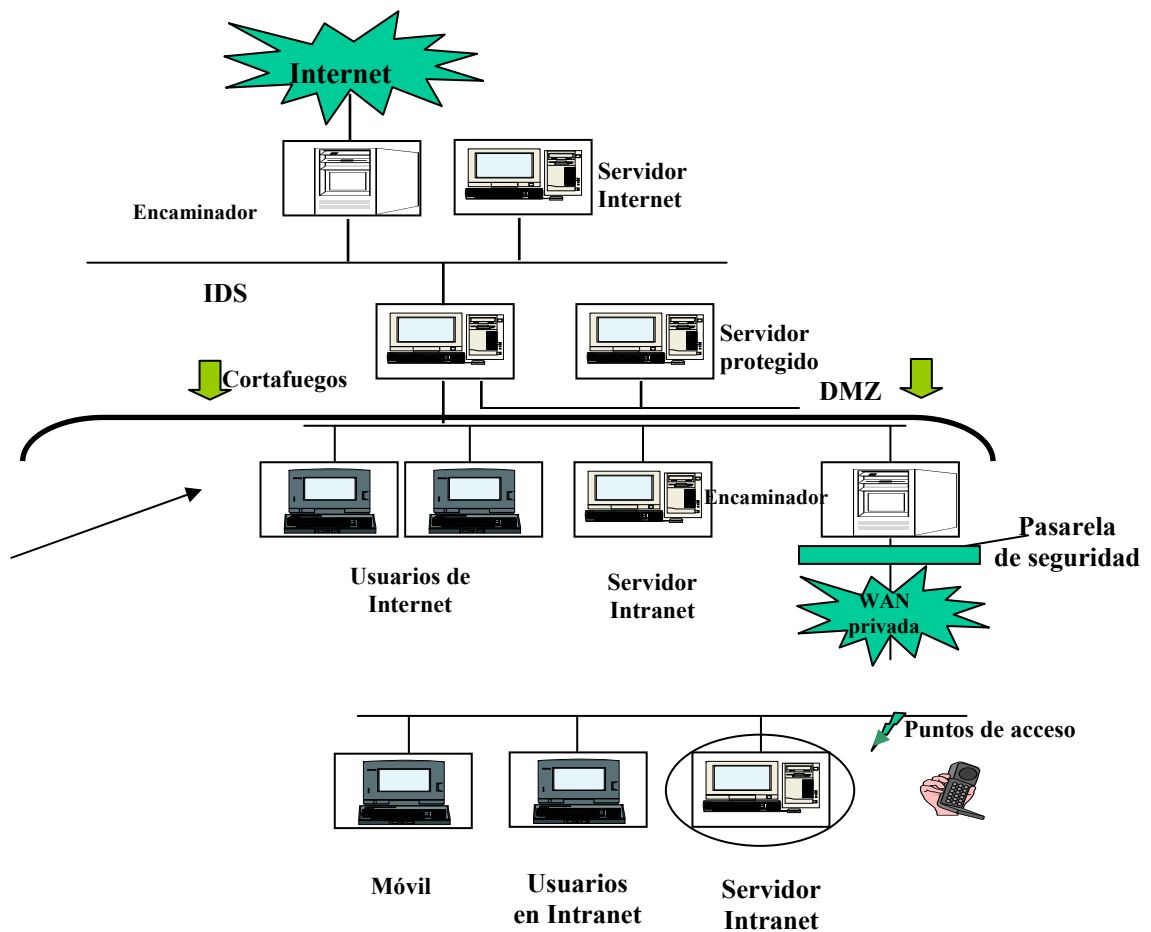 Internet
Servidor
Internet
Encaminador
IDS
Servidor
protegido
Cortafuegos
DMZ
Encaminador
Pasarela
de seguridad
Usuarios de
Internet
Servidor
Intranet
WAN
privada
Puntos de acceso
Móvil
Usuarios
en Intranet
Servidor
Intranet